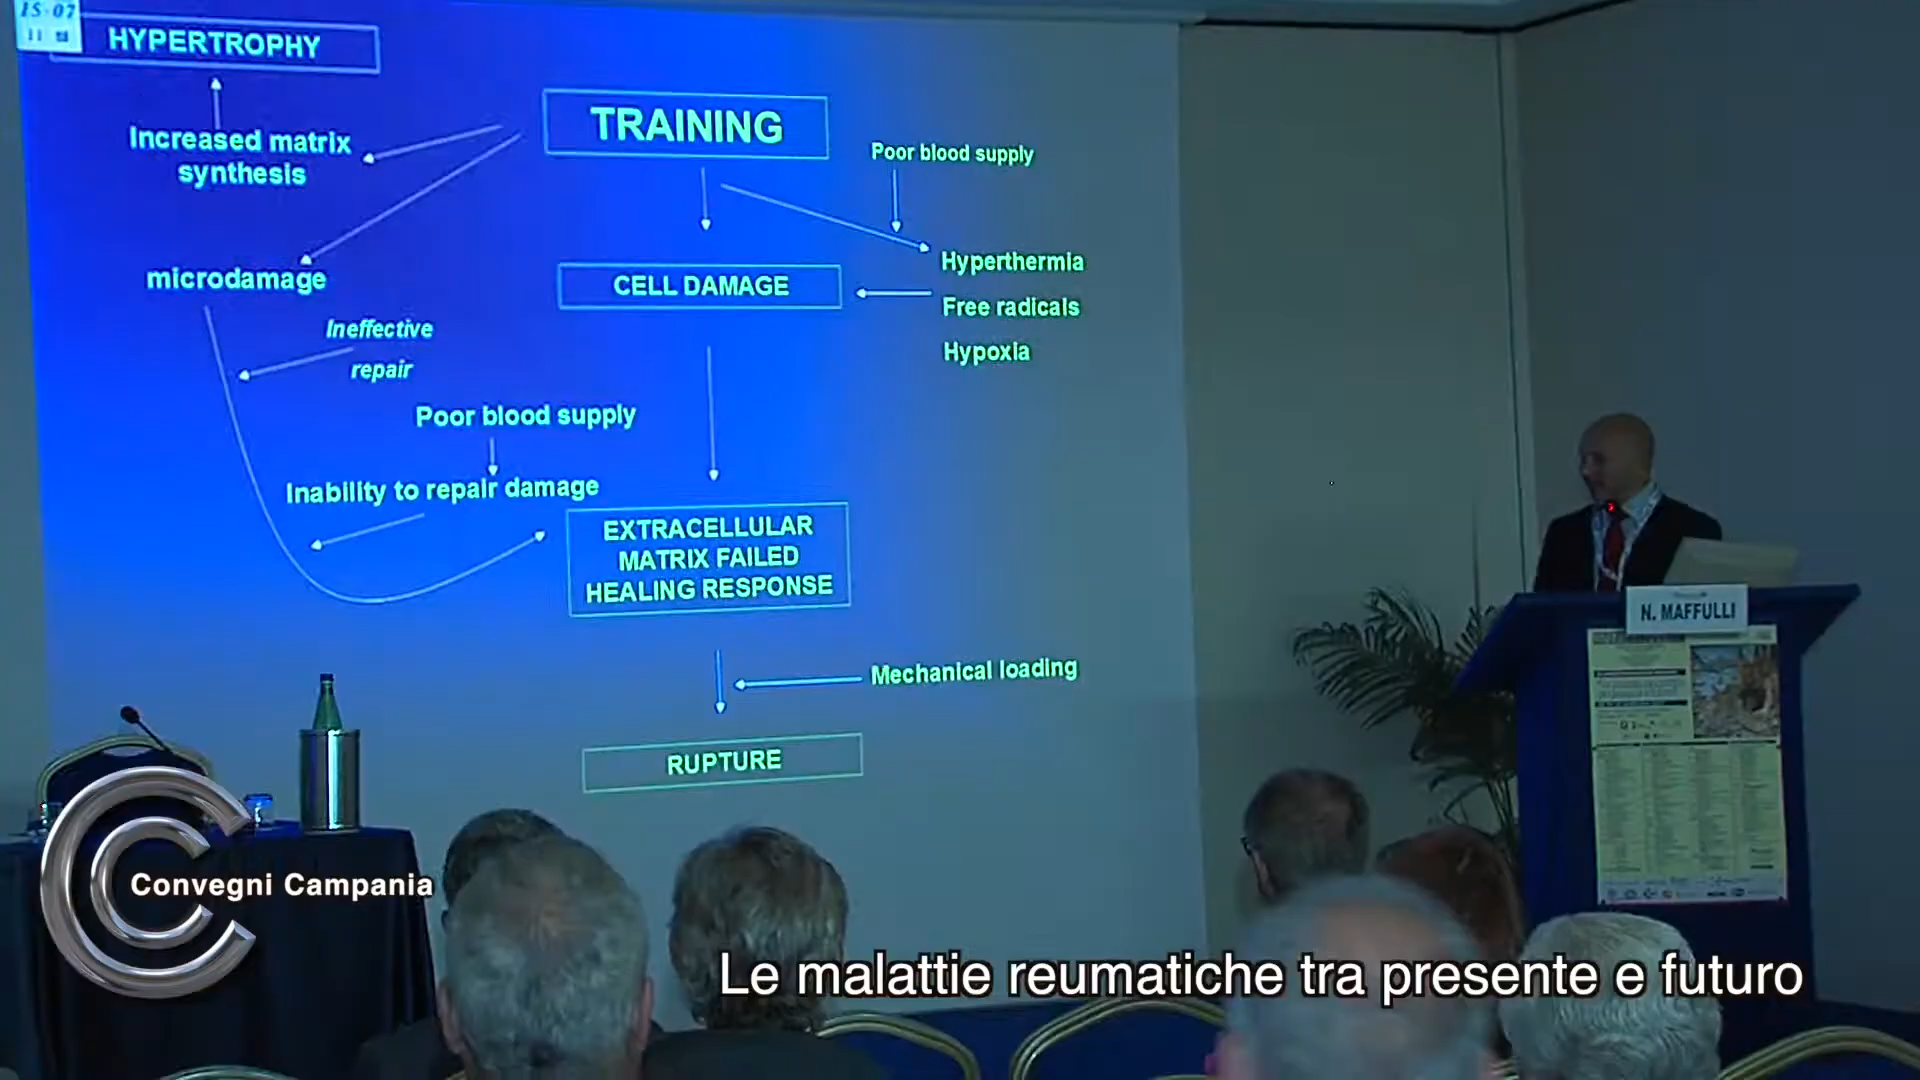 15-07
HYPERTROPHY
TRAINING
Increased matrix
synthesis
Poor blood supply
microdamage
Hyperthermia
CELL DAMAGE
Free radicals
Hypoxia
Ineffective
repair
Poor blood supply
Inability to repair damage
EXTRACELLULAR
MATRIX FAILED
HEALING RESPONSE
Mechanical loading
RUPTURE
N. MAFFULLI
Convegni Campania
Le malattie reumatiche tra presente e futuro